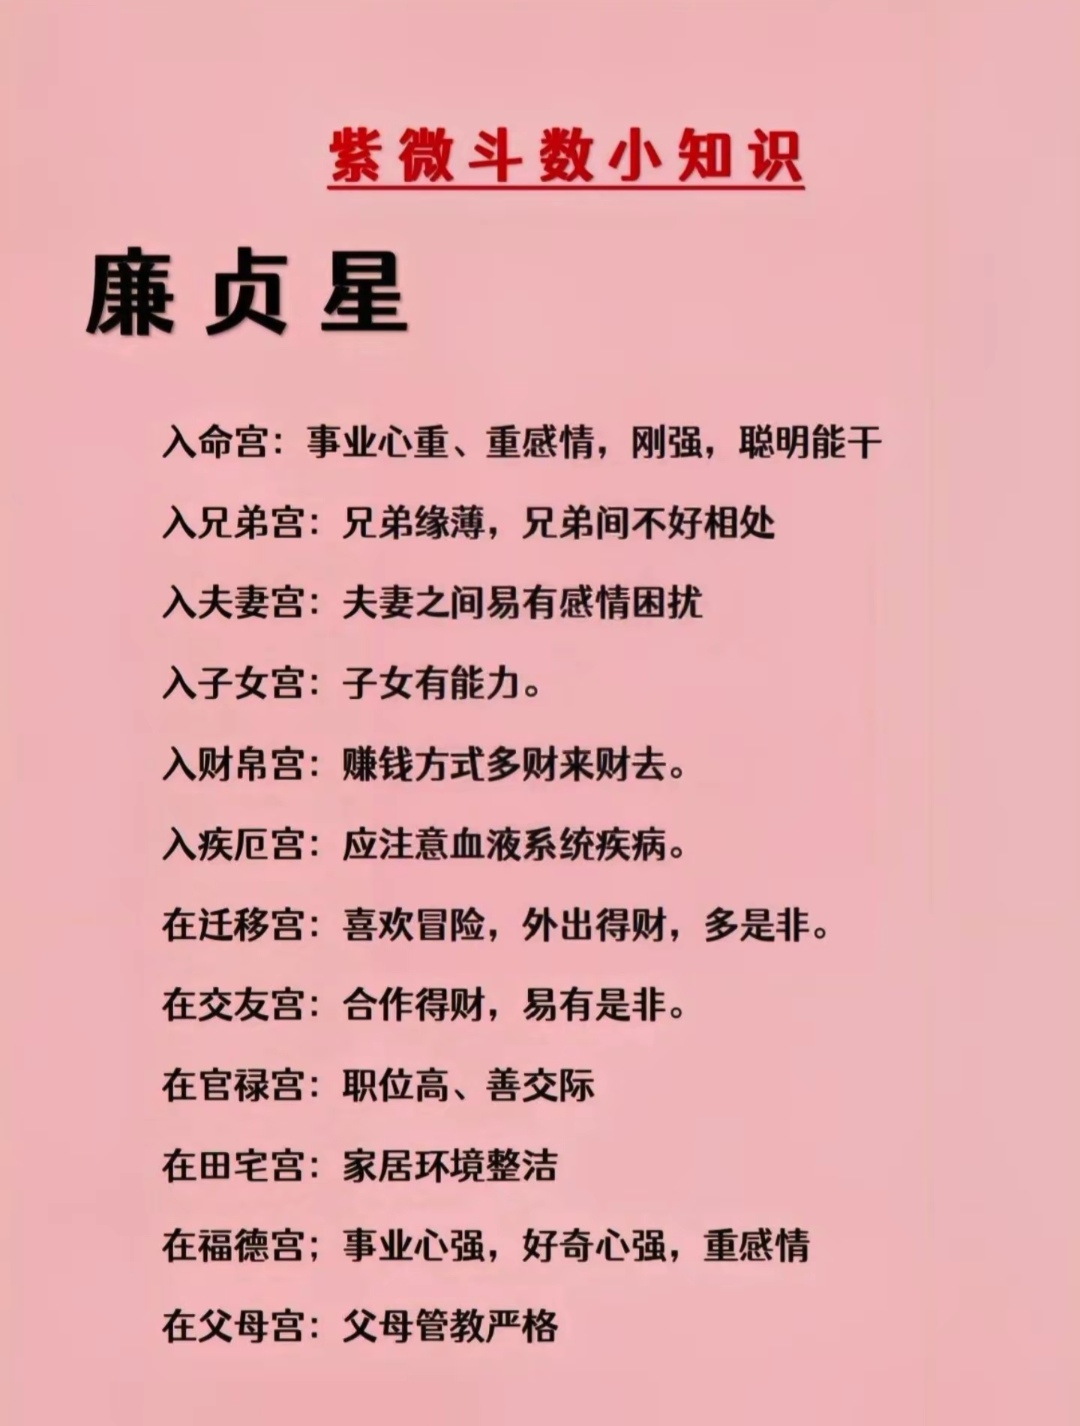 紫微斗数小知识
廉贞星
入命宫：事业心重、重感情，刚强，聪明能干
入兄弟宫：兄弟缘薄，兄弟间不好相处
入夫妻宫：夫妻之间易有感情困扰
入子女宫：子女有能力。
入财帛宫：赚钱方式多财来财去。
入疾厄宫：应注意血液系统疾病。
在迁移宫：喜欢冒险，外出得财，多是非。
在交友宫：合作得财，易有是非。
在官禄宫：职位高、善交际
在田宅宫：家居环境整洁
在福德宫；事业心强，好奇心强，重感情
在父母宫：父母管教严格